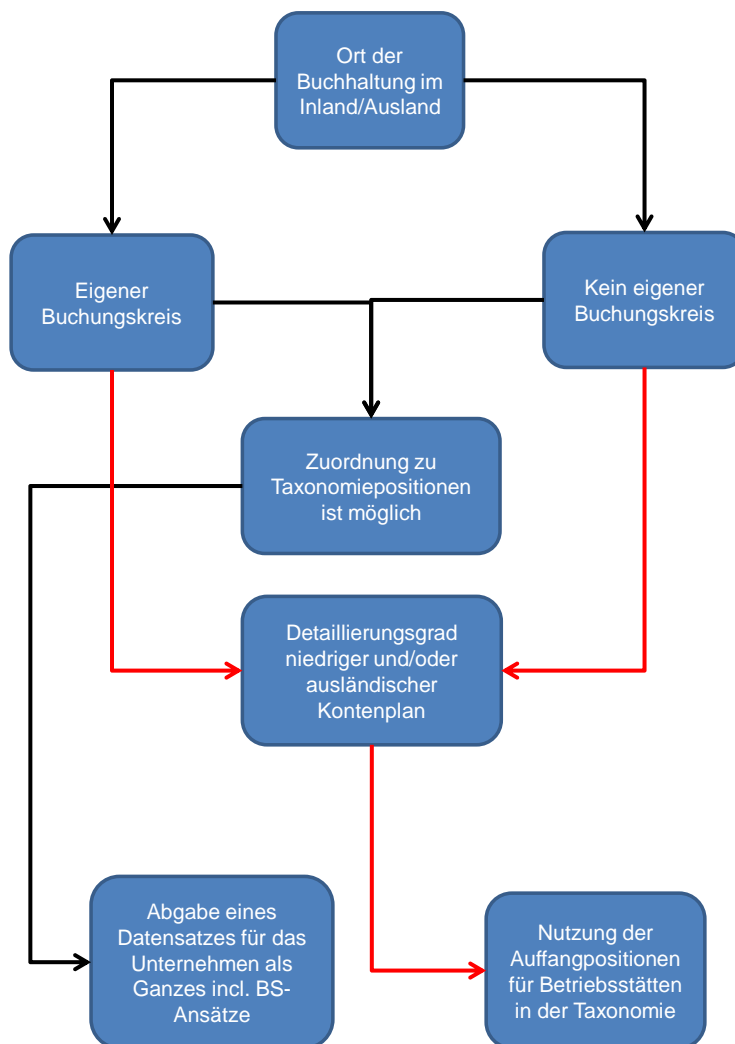 Ort der
Buchhaltung im
Inland/Ausland
Eigener
Buchungskreis
Kein eigener
Buchungskreis
Zuordnung zu
Taxonomiepositionen
ist möglich
Detaillierungsgrad
niedriger und/oder
ausländischer
Kontenplan
Abgabe eines
Datensatzes für das
Unternehmen als
Ganzes incl. BS-
Ansätze
Nutzung der
Auffangpositionen
für Betriebsstätten
in der Taxonomie